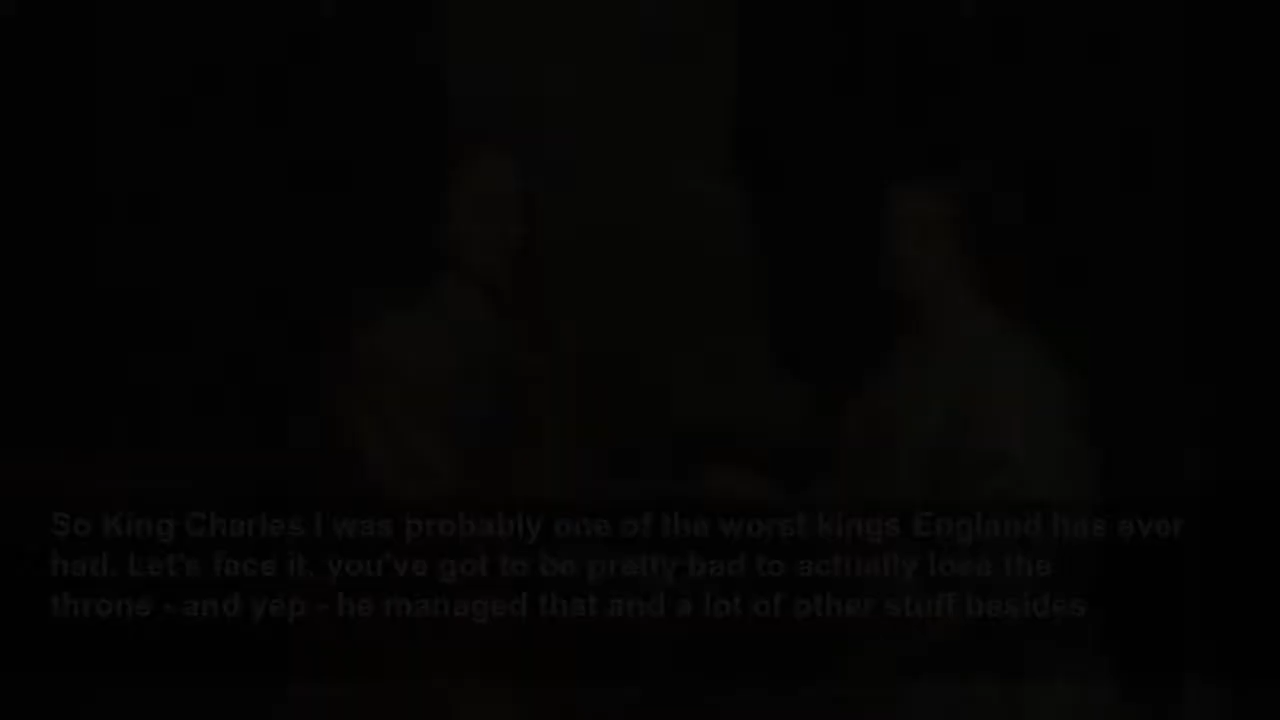 So King Charles I was probably one of the worst kings England has ever
had. Let's face it, you've got to be pretty bad to actually lose the
throne - and yep - he managed that and a lot of other stuff besides